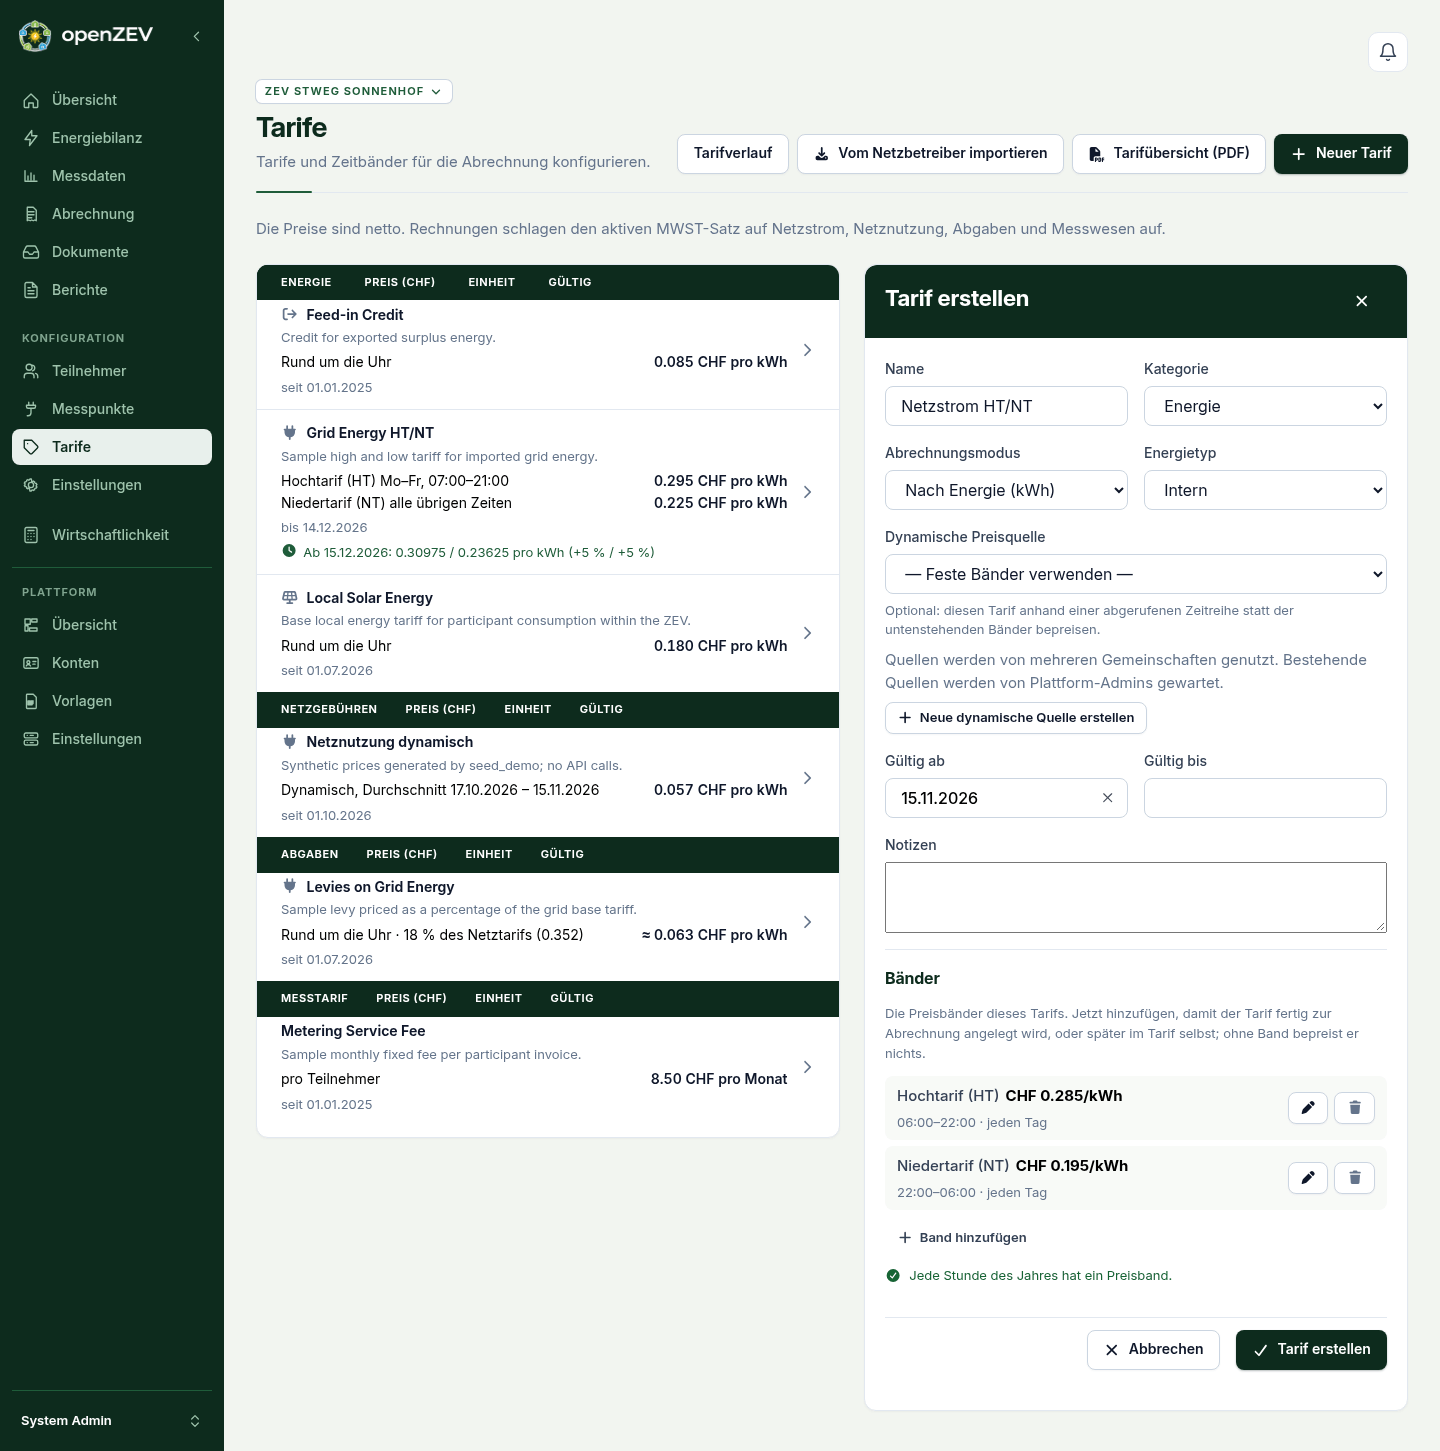 openZEV
Übersicht
Energiebilanz
Messdaten
Abrechnung
Dokumente
Berichte
KONFIGURATION
Teilnehmer
Messpunkte
Tarife
Einstellungen
Wirtschaftlichkeit
PLATTFORM
Übersicht
Konten
Vorlagen
Einstellungen
System Admin
ZEV STWEG SONNENHOF
Tarife
Tarife und Zeitbänder für die Abrechnung konfigurieren.
Tarifverlauf
Vom Netzbetreiber importieren
Tarifübersicht (PDF)
Neuer Tarif
Die Preise sind netto. Rechnungen schlagen den aktiven MWST-Satz auf Netzstrom, Netznutzung, Abgaben und Messwesen auf.
ENERGIE PREIS (CHF) EINHEIT GÜLTIG
Feed-in Credit
Credit for exported surplus energy.
Rund um die Uhr 0.085 CHF pro kWh
seit 01.01.2025
Grid Energy HT/NT
Sample high and low tariff for imported grid energy.
Hochtarif (HT) Mo–Fr, 07:00–21:00 0.295 CHF pro kWh
Niedertarif (NT) alle übrigen Zeiten 0.225 CHF pro kWh
bis 14.12.2026
Ab 15.12.2026: 0.30975 / 0.23625 pro kWh (+5 % / +5 %)
Local Solar Energy
Base local energy tariff for participant consumption within the ZEV.
Rund um die Uhr 0.180 CHF pro kWh
seit 01.07.2026
NETZGEBÜHREN PREIS (CHF) EINHEIT GÜLTIG
Netznutzung dynamisch
Synthetic prices generated by seed_demo; no API calls.
Dynamisch, Durchschnitt 17.10.2026 – 15.11.2026 0.057 CHF pro kWh
seit 01.10.2026
ABGABEN PREIS (CHF) EINHEIT GÜLTIG
Levies on Grid Energy
Sample levy priced as a percentage of the grid base tariff.
Rund um die Uhr · 18 % des Netztarifs (0.352) ≈ 0.063 CHF pro kWh
seit 01.07.2026
MESSTARIF PREIS (CHF) EINHEIT GÜLTIG
Metering Service Fee
Sample monthly fixed fee per participant invoice.
pro Teilnehmer 8.50 CHF pro Monat
seit 01.01.2025
Tarif erstellen
Name Kategorie
Netzstrom HT/NT Energie
Abrechnungsmodus Energietyp
Nach Energie (kWh) Intern
Dynamische Preisquelle
— Feste Bänder verwenden —
Optional: diesen Tarif anhand einer abgerufenen Zeitreihe statt der
untenstehenden Bänder bepreisen.
Quellen werden von mehreren Gemeinschaften genutzt. Bestehende
Quellen werden von Plattform-Admins gewartet.
Neue dynamische Quelle erstellen
Gültig ab Gültig bis
15.11.2026
Notizen
Bänder
Die Preisbänder dieses Tarifs. Jetzt hinzufügen, damit der Tarif fertig zur
Abrechnung angelegt wird, oder später im Tarif selbst; ohne Band bepreist er
nichts.
Hochtarif (HT) CHF 0.285/kWh
06:00–22:00 · jeden Tag
Niedertarif (NT) CHF 0.195/kWh
22:00–06:00 · jeden Tag
Band hinzufügen
Jede Stunde des Jahres hat ein Preisband.
Abbrechen
Tarif erstellen